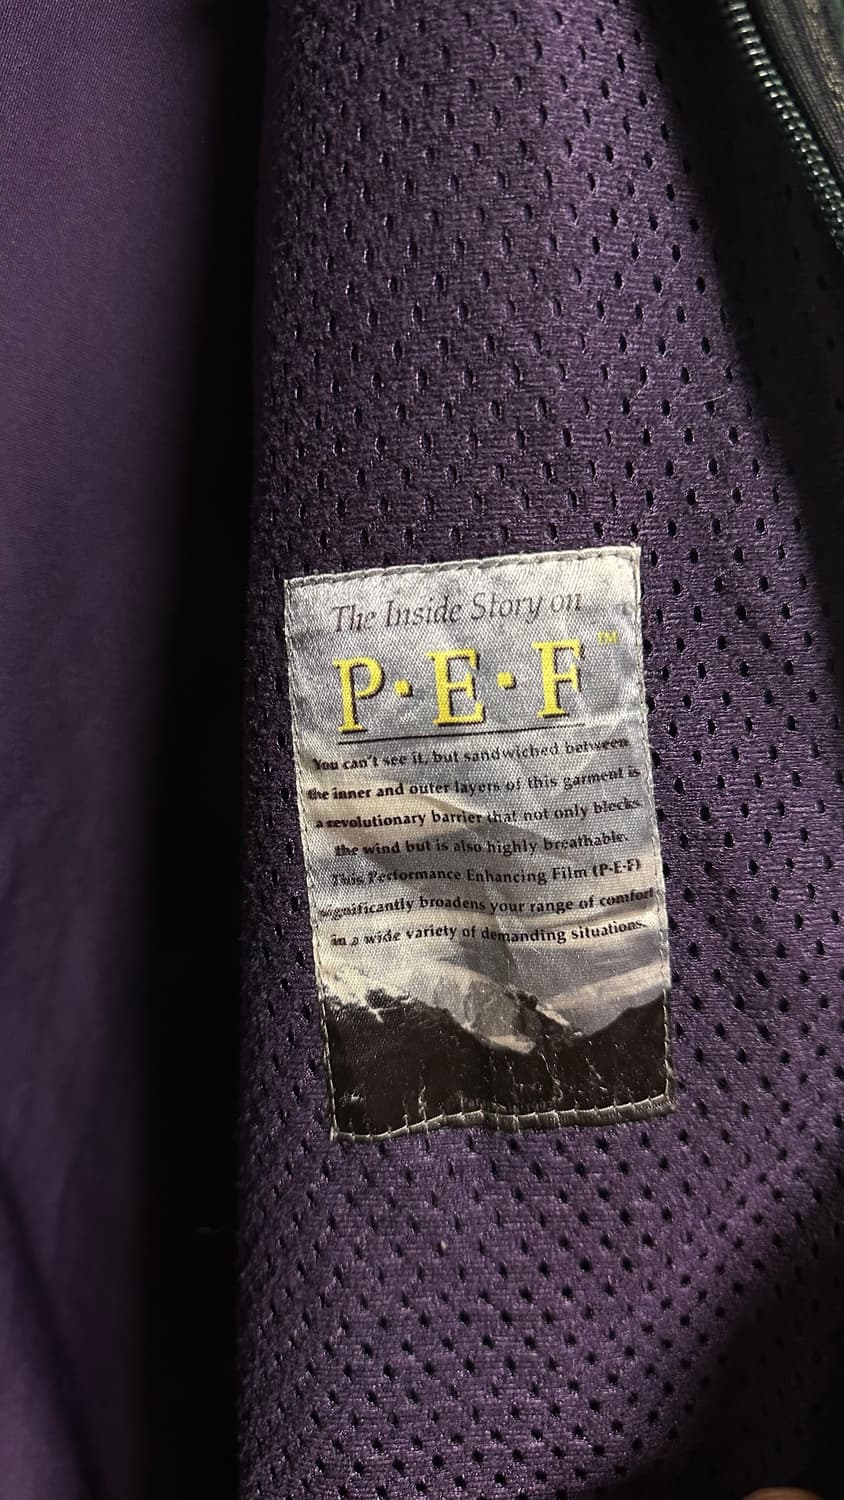 The Inside Story on
P·E·F™
You can't see it, but sandwiched between
the inner and outer layers of this garment is
a revolutionary barrier that not only blocks
the wind but is also highly breathable.
This Performance Enhancing Film (P·E·F)
significantly broadens your range of comfort
in a wide variety of demanding situations.